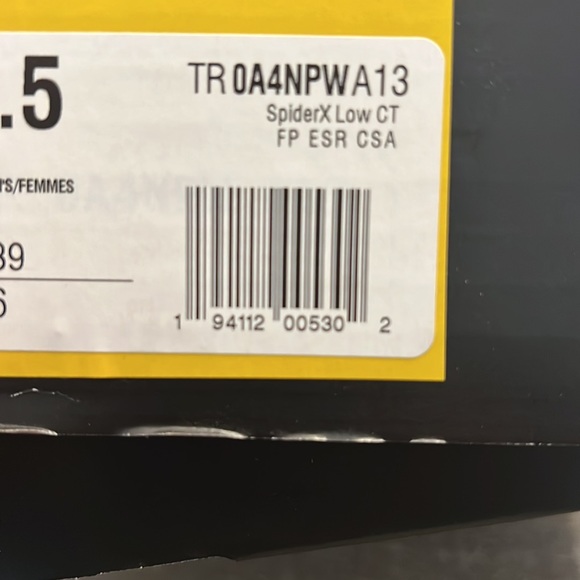 .5
TR 0A4NPWA13
SpiderX Low CT
FP ESR CSA
'S/FEMMES
39
6
1 94112 00530 2